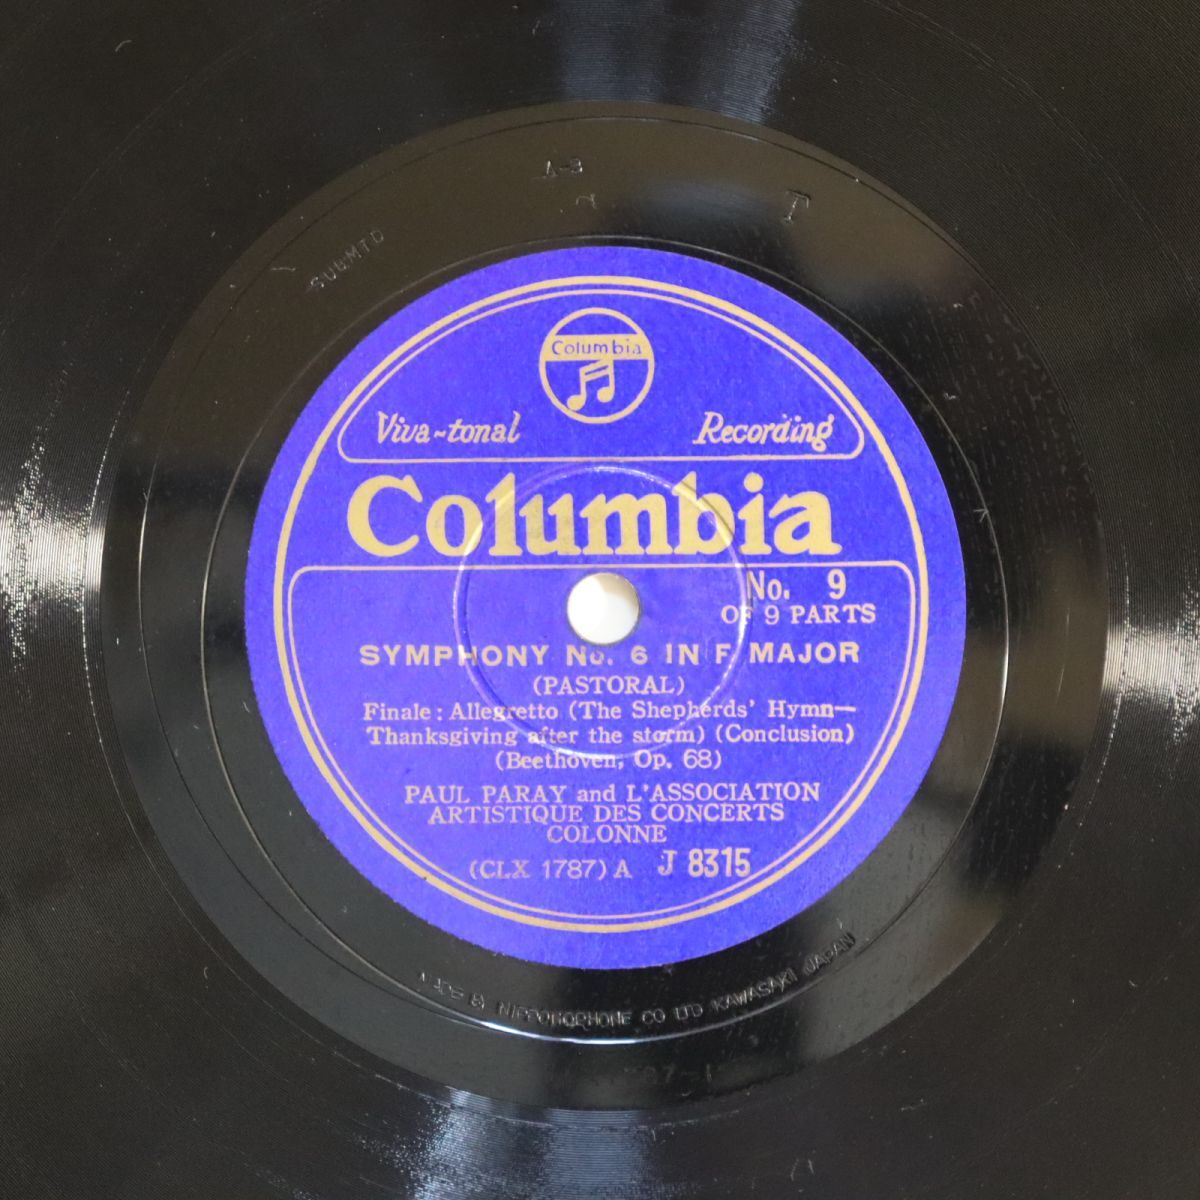 A-3
T
SUBMTD
Columbia
Viva-tonal Recording
Columbia
No. 9
OF 9 PARTS
SYMPHONY No. 6 IN F MAJOR
(PASTORAL)
Finale: Allegretto (The Shepherds' Hymn—
Thanksgiving after the storm) (Conclusion)
(Beethoven, Op. 68)
PAUL PARAY and L'ASSOCIATION
ARTISTIQUE DES CONCERTS
COLONNE
(CLX 1787) A J 8315
NIPPONOPHONE CO LTD KAWASAKI JAPAN